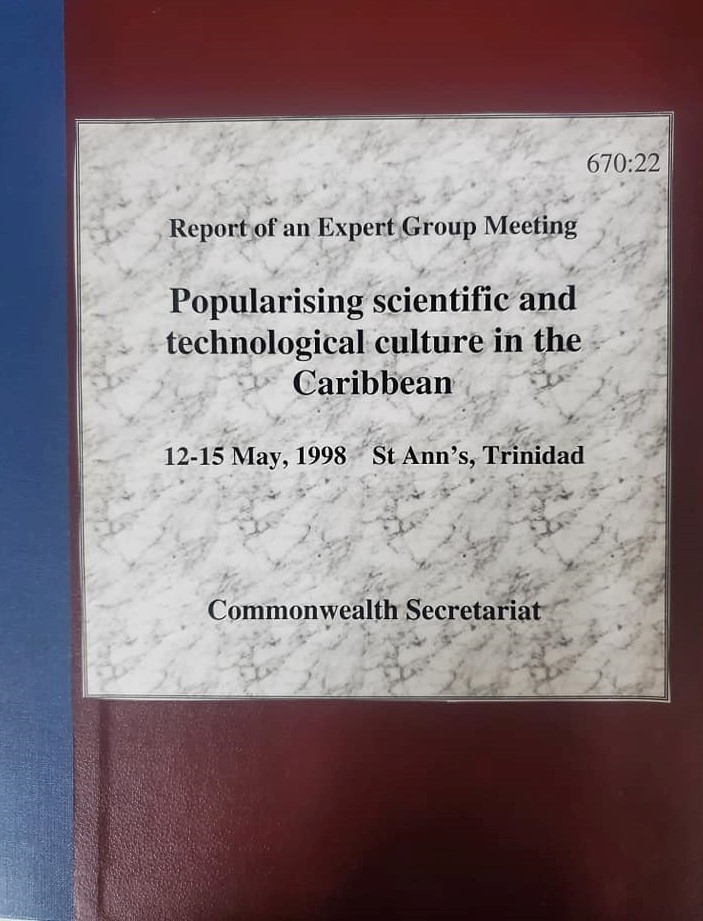 670:22
Report of an Expert Group Meeting
Popularising scientific and
technological culture in the
Caribbean
12-15 May, 1998 St Ann's, Trinidad
Commonwealth Secretariat